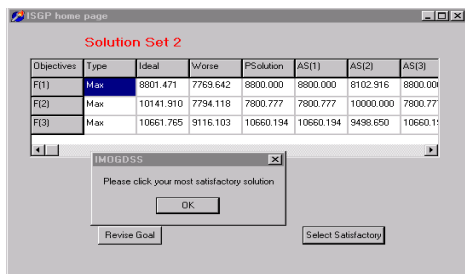 ISGP home page
Solution Set 2
Objectives Type Ideal Worse PSolution AS(1) AS(2) AS(3)
F(1) Max 8801.471 7769.642 8800.000 8800.000 8102.916 8800.00
F(2) Max 10141.910 7794.118 7800.777 7800.777 10000.000 7800.77
F(3) Max 10661.765 9116.103 10660.194 10660.194 9498.650 10660.1
IMOGDSS
Please click your most satisfactory solution
OK
Revise Goal Select Satisfactory